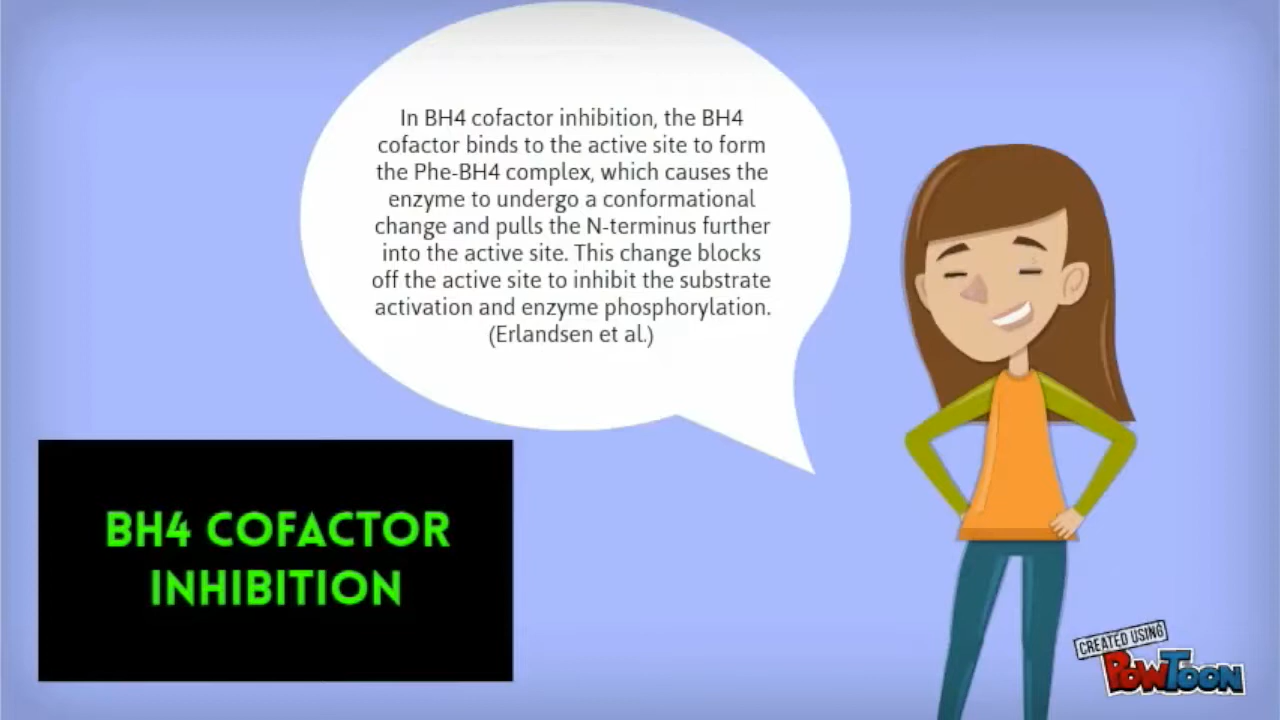 In BH4 cofactor inhibition, the BH4
cofactor binds to the active site to form
the Phe-BH4 complex, which causes the
enzyme to undergo a conformational
change and pulls the N-terminus further
into the active site. This change blocks
off the active site to inhibit the substrate
activation and enzyme phosphorylation.
(Erlandsen et al.)
BH4 COFACTOR
INHIBITION
CREATED USING
POWTOON